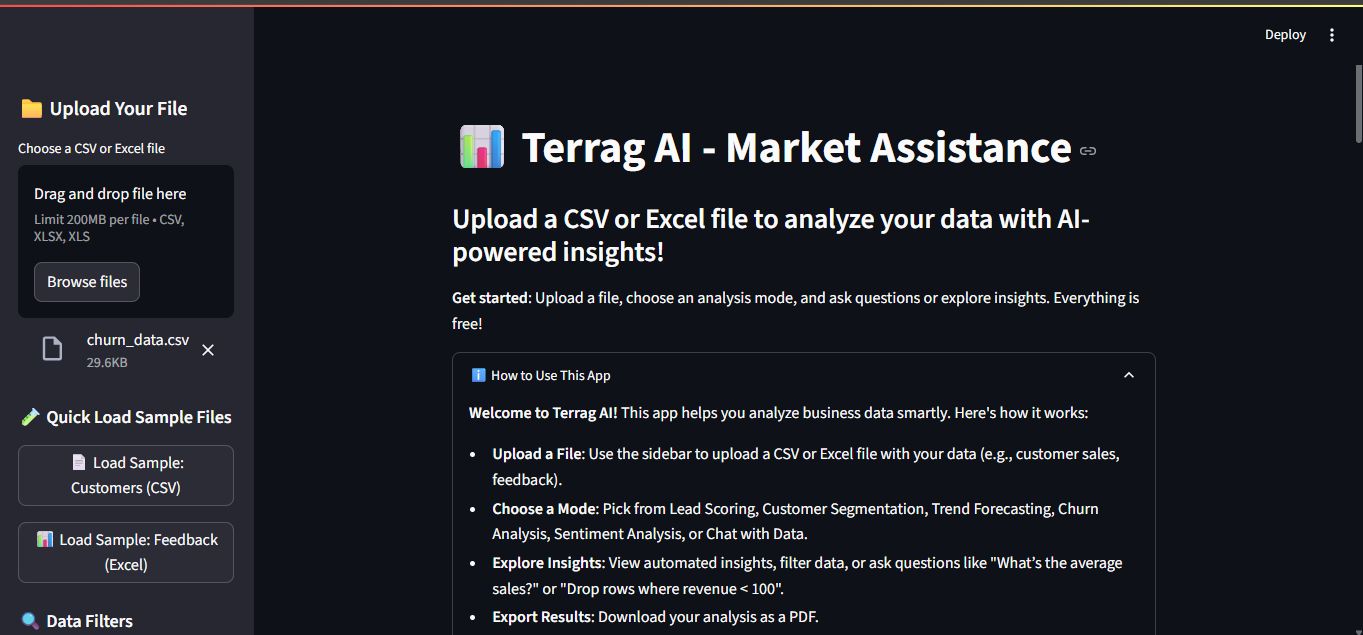 Deploy
Upload Your File
Choose a CSV or Excel file
Drag and drop file here
Limit 200MB per file • CSV,
XLSX, XLS
Browse files
churn_data.csv
29.6KB
Quick Load Sample Files
Load Sample:
Customers (CSV)
Load Sample: Feedback
(Excel)
Data Filters
Terrag AI - Market Assistance
Upload a CSV or Excel file to analyze your data with AI-
powered insights!
Get started: Upload a file, choose an analysis mode, and ask questions or explore insights. Everything is
free!
How to Use This App
Welcome to Terrag AI! This app helps you analyze business data smartly. Here's how it works:
• Upload a File: Use the sidebar to upload a CSV or Excel file with your data (e.g., customer sales,
feedback).
• Choose a Mode: Pick from Lead Scoring, Customer Segmentation, Trend Forecasting, Churn
Analysis, Sentiment Analysis, or Chat with Data.
• Explore Insights: View automated insights, filter data, or ask questions like "What’s the average
sales?" or "Drop rows where revenue < 100".
• Export Results: Download your analysis as a PDF.